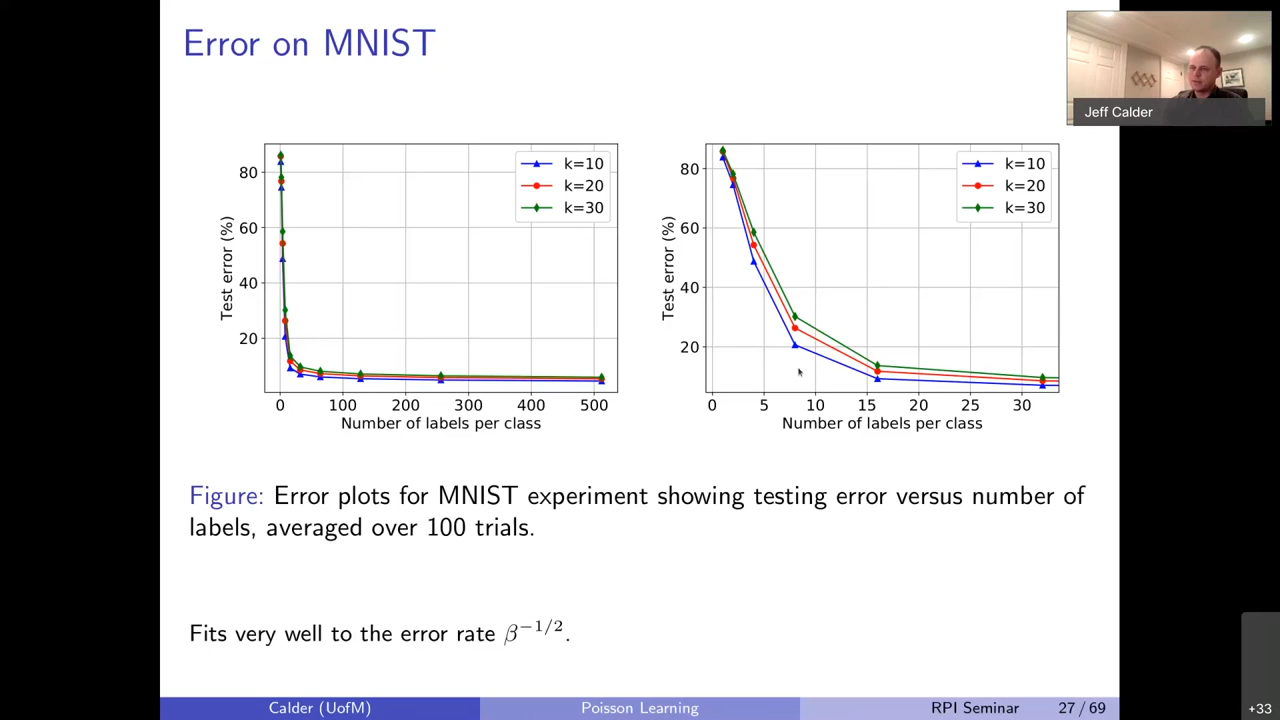 Error on MNIST
Jeff Calder
k=10
k=20
k=30
80
60
40
20
Test error (%)
0 100 200 300 400 500
Number of labels per class
k=10
k=20
k=30
80
60
40
20
Test error (%)
0 5 10 15 20 25 30
Number of labels per class
Figure: Error plots for MNIST experiment showing testing error versus number of
labels, averaged over 100 trials.
Fits very well to the error rate β^{-1/2}.
Calder (UofM) Poisson Learning RPI Seminar 27 / 69
+33